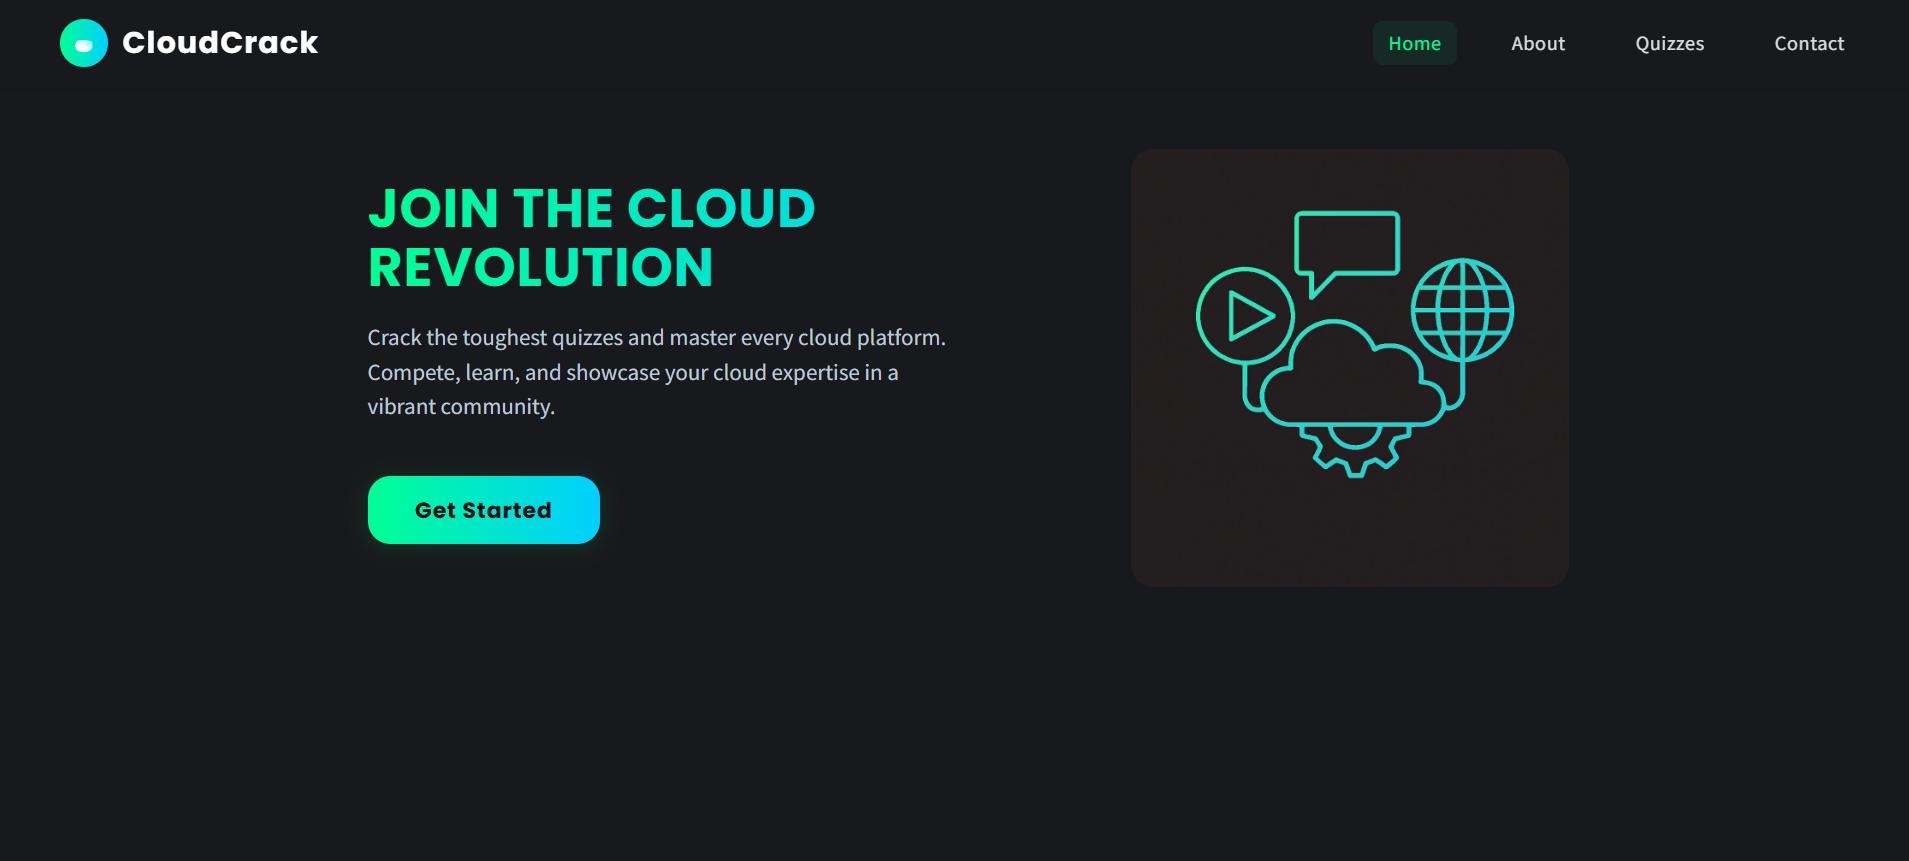 CloudCrack
Home
About
Quizzes
Contact
JOIN THE CLOUD
REVOLUTION
Crack the toughest quizzes and master every cloud platform.
Compete, learn, and showcase your cloud expertise in a
vibrant community.
Get Started